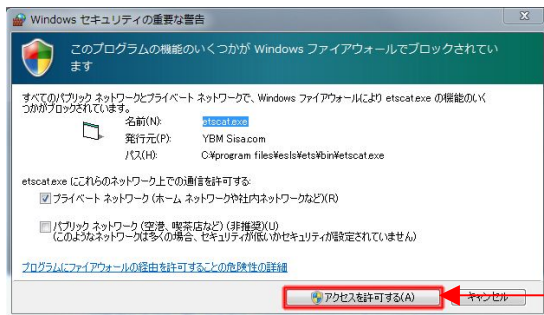 Windows セキュリティの重要な警告
このプログラムの機能のいくつかが Windows ファイアウォールでブロックされてい
ます
すべてのパブリック ネットワークとプライベート ネットワークで、Windows ファイアウォールにより etscat.exe の機能のいく
つかがブロックされています。
名前(N): etscat.exe
発行元(P): YBM Sisa.com
パス(H): C:¥program files¥esls¥ets¥bin¥etscat.exe
etscat.exe にこれらのネットワーク上での通信を許可する:
プライベート ネットワーク (ホーム ネットワークや社内ネットワークなど)(R)
パブリック ネットワーク (空港、喫茶店など) (非推奨)(U)
(このようなネットワークは多くの場合、セキュリティが低いかセキュリティが設定されていません)
プログラムにファイアウォールの経由を許可することの危険性の詳細
アクセスを許可する(A)
キャンセル